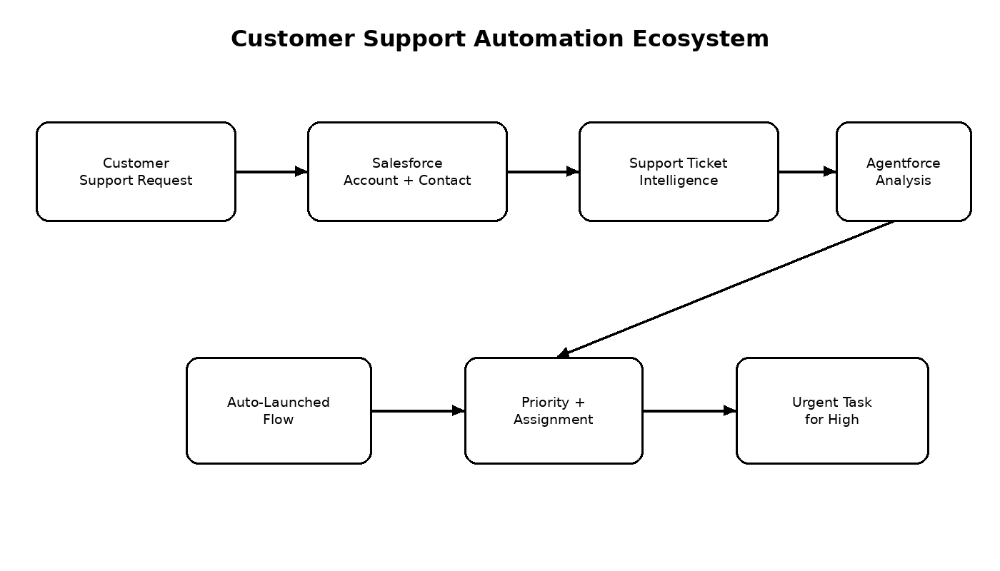 Customer Support Automation Ecosystem
Customer
Support Request
Salesforce
Account + Contact
Support Ticket
Intelligence
Agentforce
Analysis
Auto-Launched
Flow
Priority +
Assignment
Urgent Task
for High